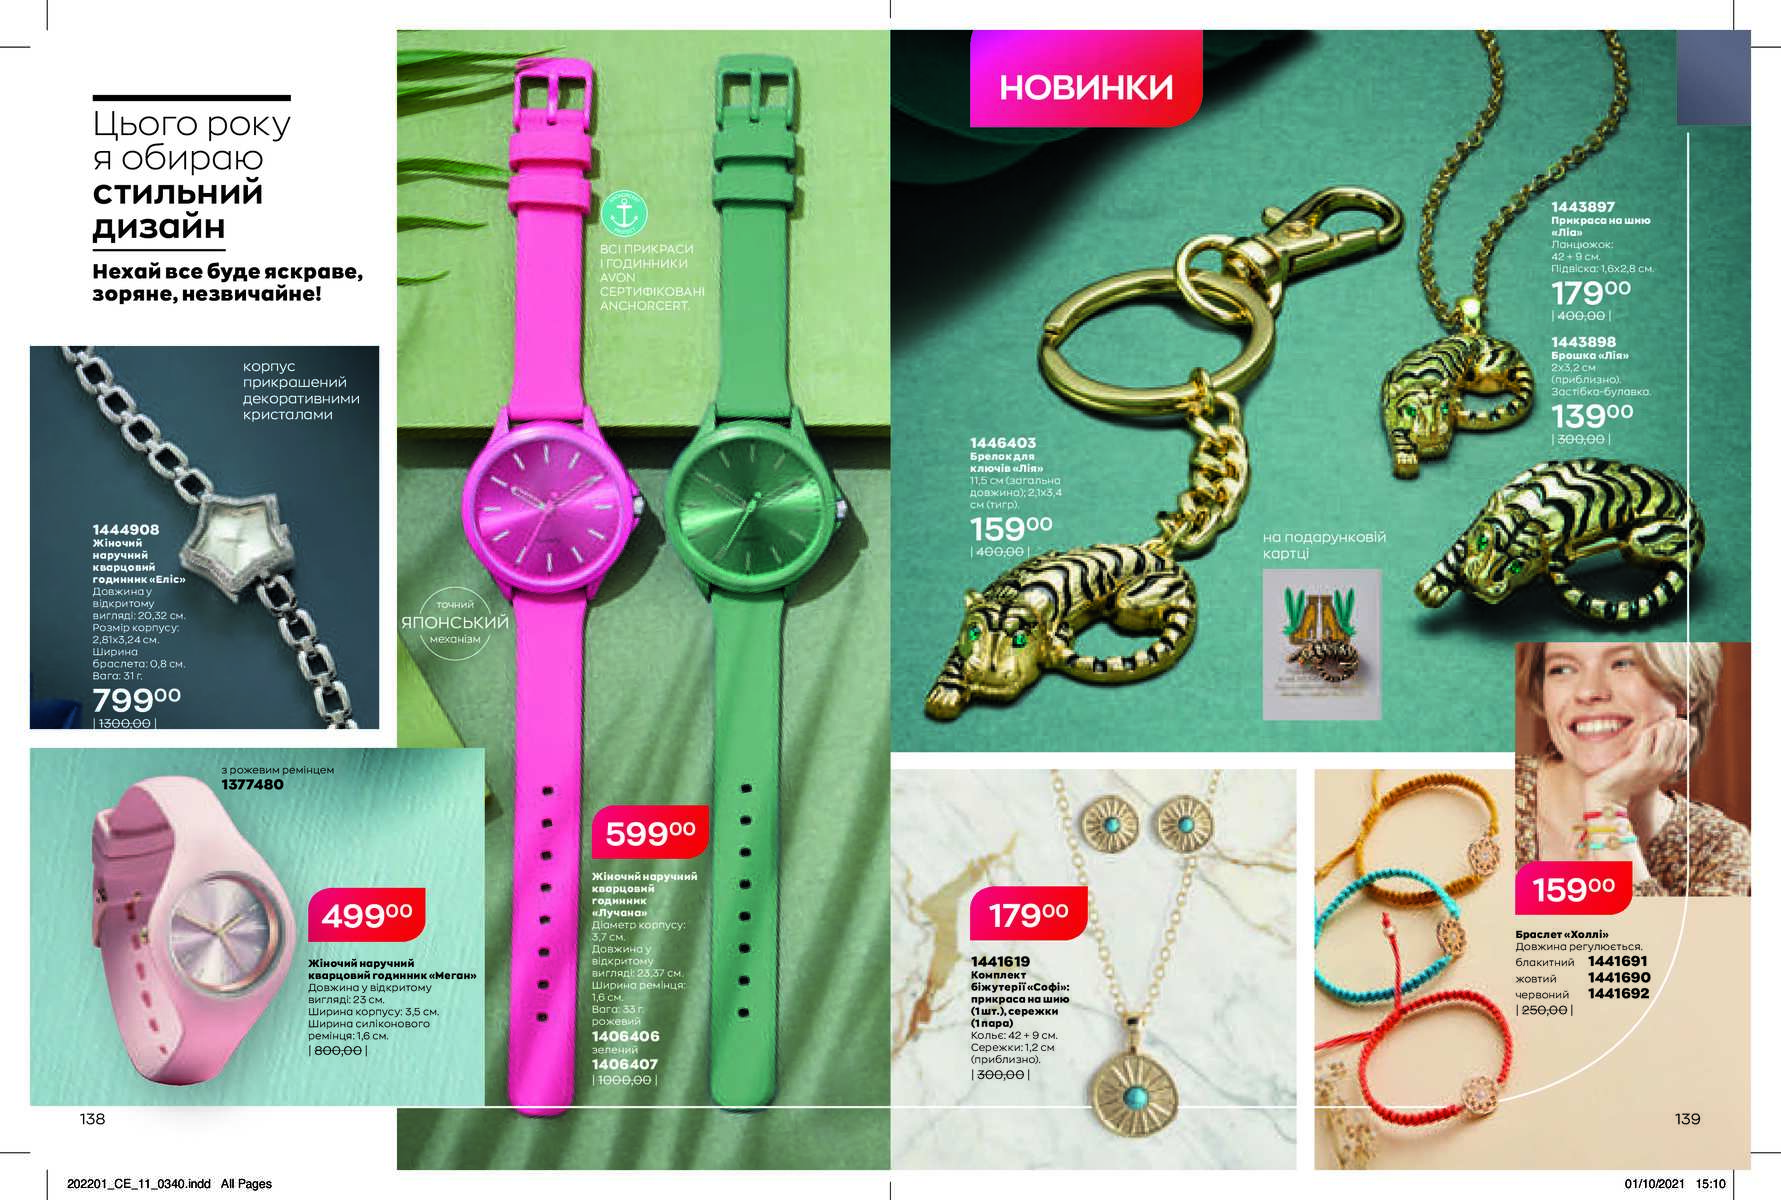 Цього року
я обираю
стильний
дизайн
Нехай все буде яскраве,
зоряне, незвичайне!
корпус
прикрашений
декоративними
кристалами
1444908
Жіночий
наручний
кварцовий
годинник «Еліс»
Довжина у
відкритому
вигляді: 20,32 см.
Розмір корпусу:
2,81х3,24 см.
Ширина
браслета: 0,8 см.
Вага: 31 г.
79900
| 1300,00 |
з рожевим ремінцем
1377480
49900
Жіночий наручний
кварцовий годинник «Меган»
Довжина у відкритому
вигляді: 23 см.
Ширина корпусу: 3,5 см.
Ширина силіконового
ремінця: 1,6 см.
| 800,00 |
138
ВСІ ПРИКРАСИ
І ГОДИННИКИ
AVON
СЕРТИФІКОВАНІ
ANCHORCERT.
точний
ЯПОНСЬКИЙ
механізм
59900
Жіночий наручний
кварцовий
годинник
«Лучана»
Діаметр корпусу:
3,7 см.
Довжина у
відкритому
вигляді: 23,37 см.
Ширина ремінця:
1,6 см.
Вага: 33 г.
рожевий
1406406
зелений
1406407
| 1000,00 |
НОВИНКИ
1443897
Прикраса на шию
«Ліа»
Ланцюжок:
42 + 9 см.
Підвіска: 1,6х2,8 см.
17900
| 400,00 |
1443898
Брошка «Лія»
2х3,2 см
(приблизно).
Застібка-булавка.
13900
| 300,00 |
1446403
Брелок для
ключів «Лія»
11,5 см (загальна
довжина); 2,1х3,4
см (тигр).
15900
| 400,00 |
на подарунковій
картці
17900
1441619
Комплект
біжутерії «Софі»:
прикраса на шию
(1 шт.), сережки
(1 пара)
Кольє: 42 + 9 см.
Сережки: 1,2 см
(приблизно).
| 300,00 |
15900
Браслет «Холлі»
Довжина регулюється.
блакитний 1441691
жовтий 1441690
червоний 1441692
| 250,00 |
139
202201_CE_11_0340.indd All Pages
01/10/2021 15:10